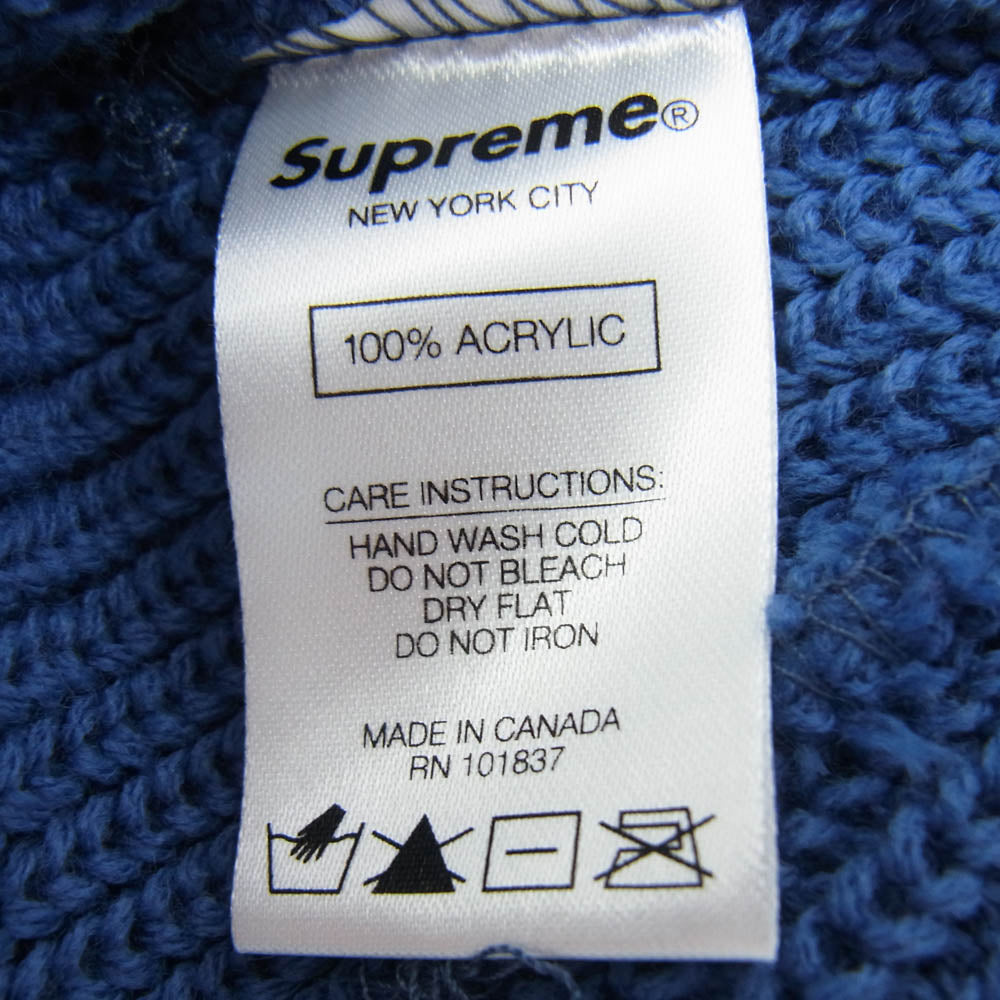 Supreme®
NEW YORK CITY
100% ACRYLIC
CARE INSTRUCTIONS:
HAND WASH COLD
DO NOT BLEACH
DRY FLAT
DO NOT IRON
MADE IN CANADA
RN 101837